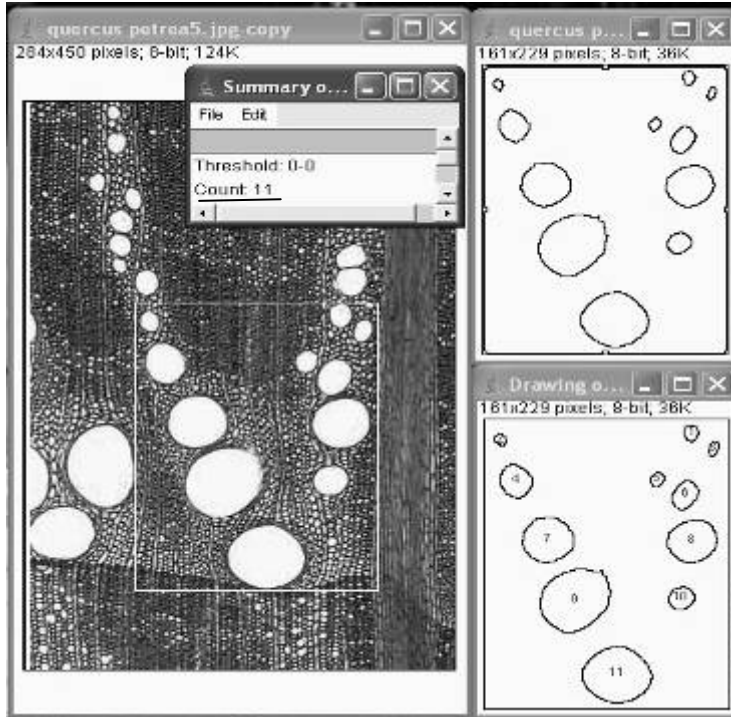 quercus petrea5.jpg copy
264x450 pixels; 8-bit; 124K
Summary o...
File Edit
Threshold: 0-0
Count: 11
quercus p...
161x229 pixels; 8-bit; 36K
Drawing o...
161x229 pixels; 8-bit; 36K
4
6
7
8
9
10
11